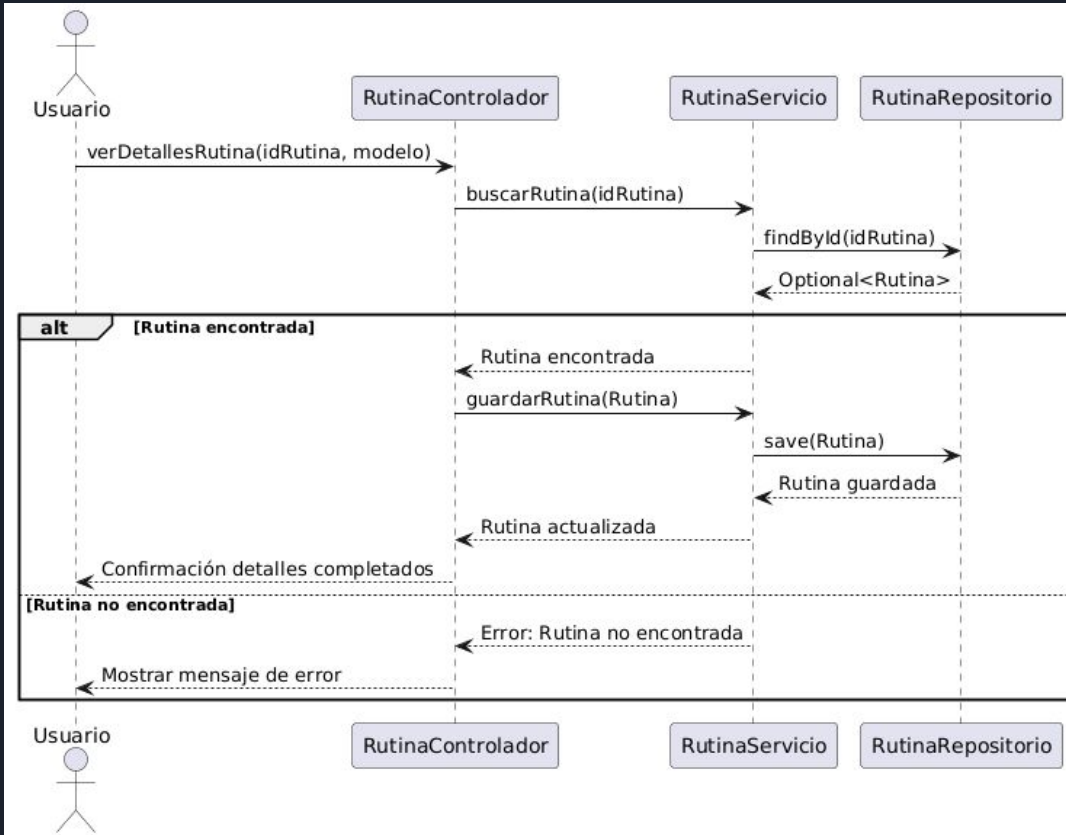 Usuario
RutinaControlador
RutinaServicio
RutinaRepositorio
verDetallesRutina(idRutina, modelo)
buscarRutina(idRutina)
findById(idRutina)
Optional<Rutina>
alt
[Rutina encontrada]
Rutina encontrada
guardarRutina(Rutina)
save(Rutina)
Rutina guardada
Rutina actualizada
Confirmación detalles completados
[Rutina no encontrada]
Error: Rutina no encontrada
Mostrar mensaje de error
Usuario
RutinaControlador
RutinaServicio
RutinaRepositorio